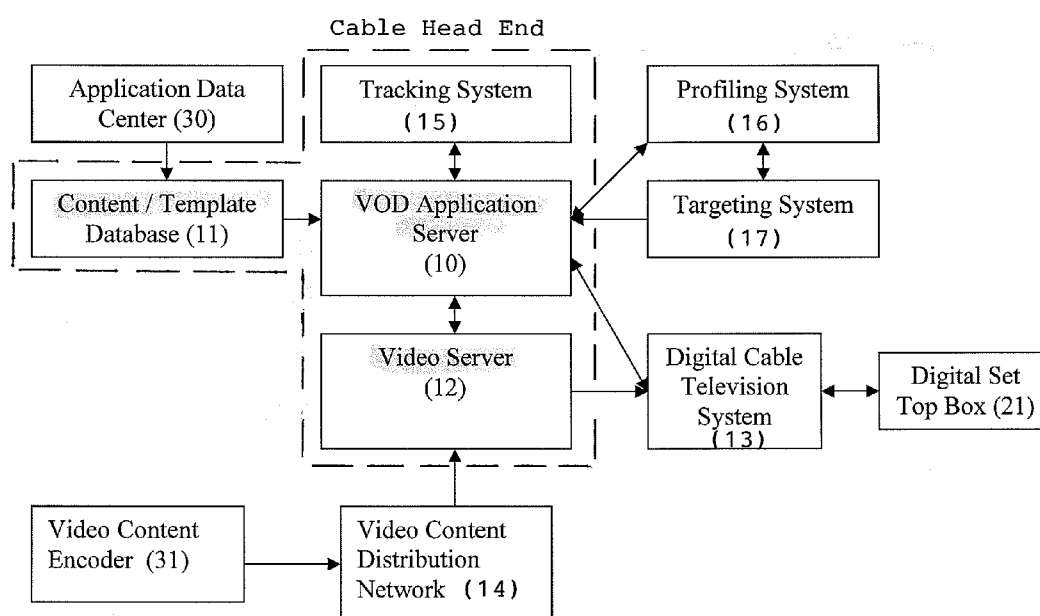 Cable Head End
Application Data
Center (30)
Tracking System
(15)
Profiling System
(16)
Content / Template
Database (11)
VOD Application
Server
(10)
Targeting System
(17)
Video Server
(12)
Digital Cable
Television
System
(13)
Digital Set
Top Box (21)
Video Content
Encoder (31)
Video Content
Distribution
Network (14)